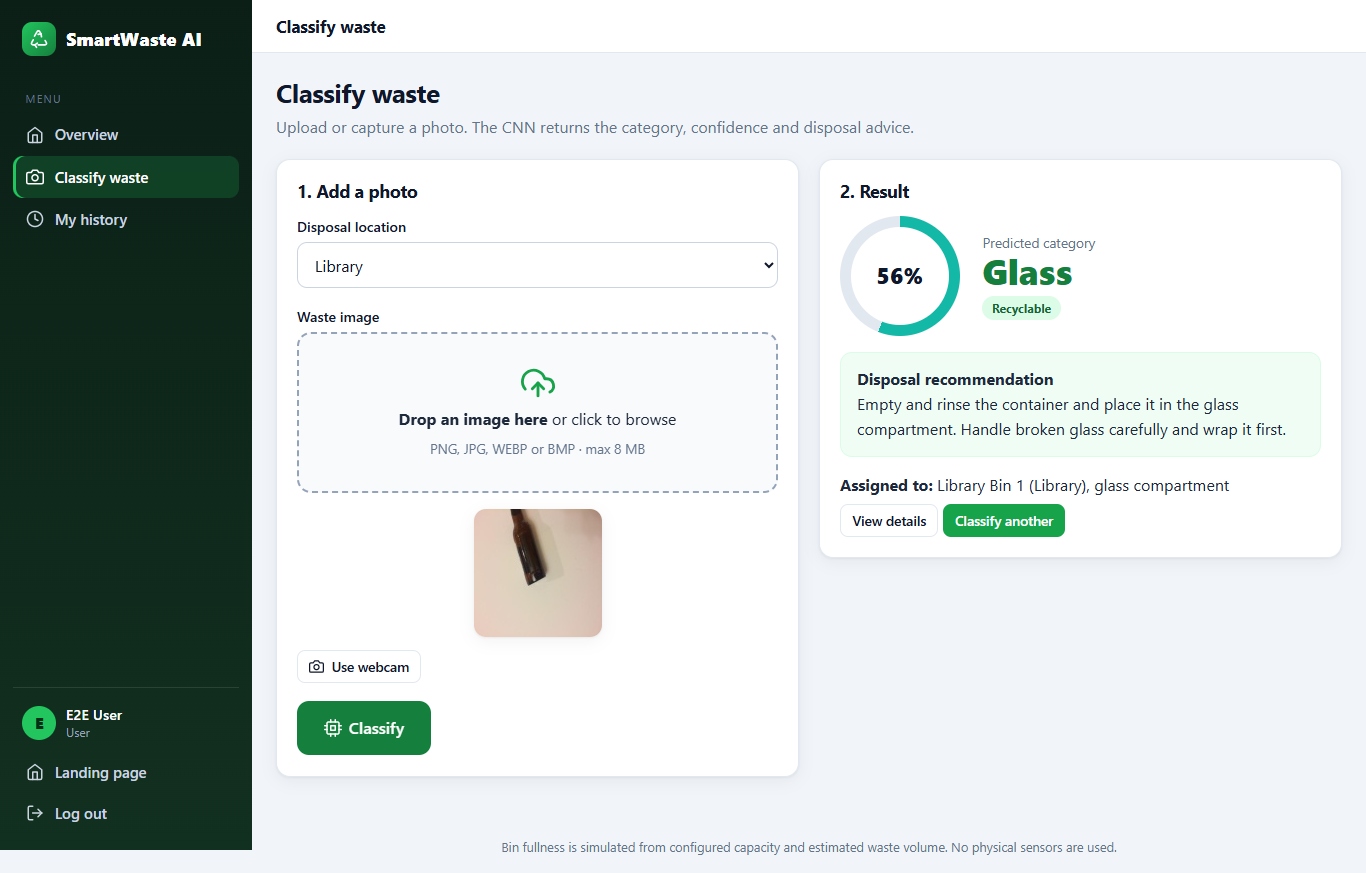 SmartWaste AI
MENU
Overview
Classify waste
My history
E
E2E User
User
Landing page
Log out
Classify waste
Classify waste
Upload or capture a photo. The CNN returns the category, confidence and disposal advice.
1. Add a photo
Disposal location
Library
Waste image
Drop an image here or click to browse
PNG, JPG, WEBP or BMP · max 8 MB
Use webcam
Classify
2. Result
56%
Predicted category
Glass
Recyclable
Disposal recommendation
Empty and rinse the container and place it in the glass
compartment. Handle broken glass carefully and wrap it first.
Assigned to: Library Bin 1 (Library), glass compartment
View details
Classify another
Bin fullness is simulated from configured capacity and estimated waste volume. No physical sensors are used.